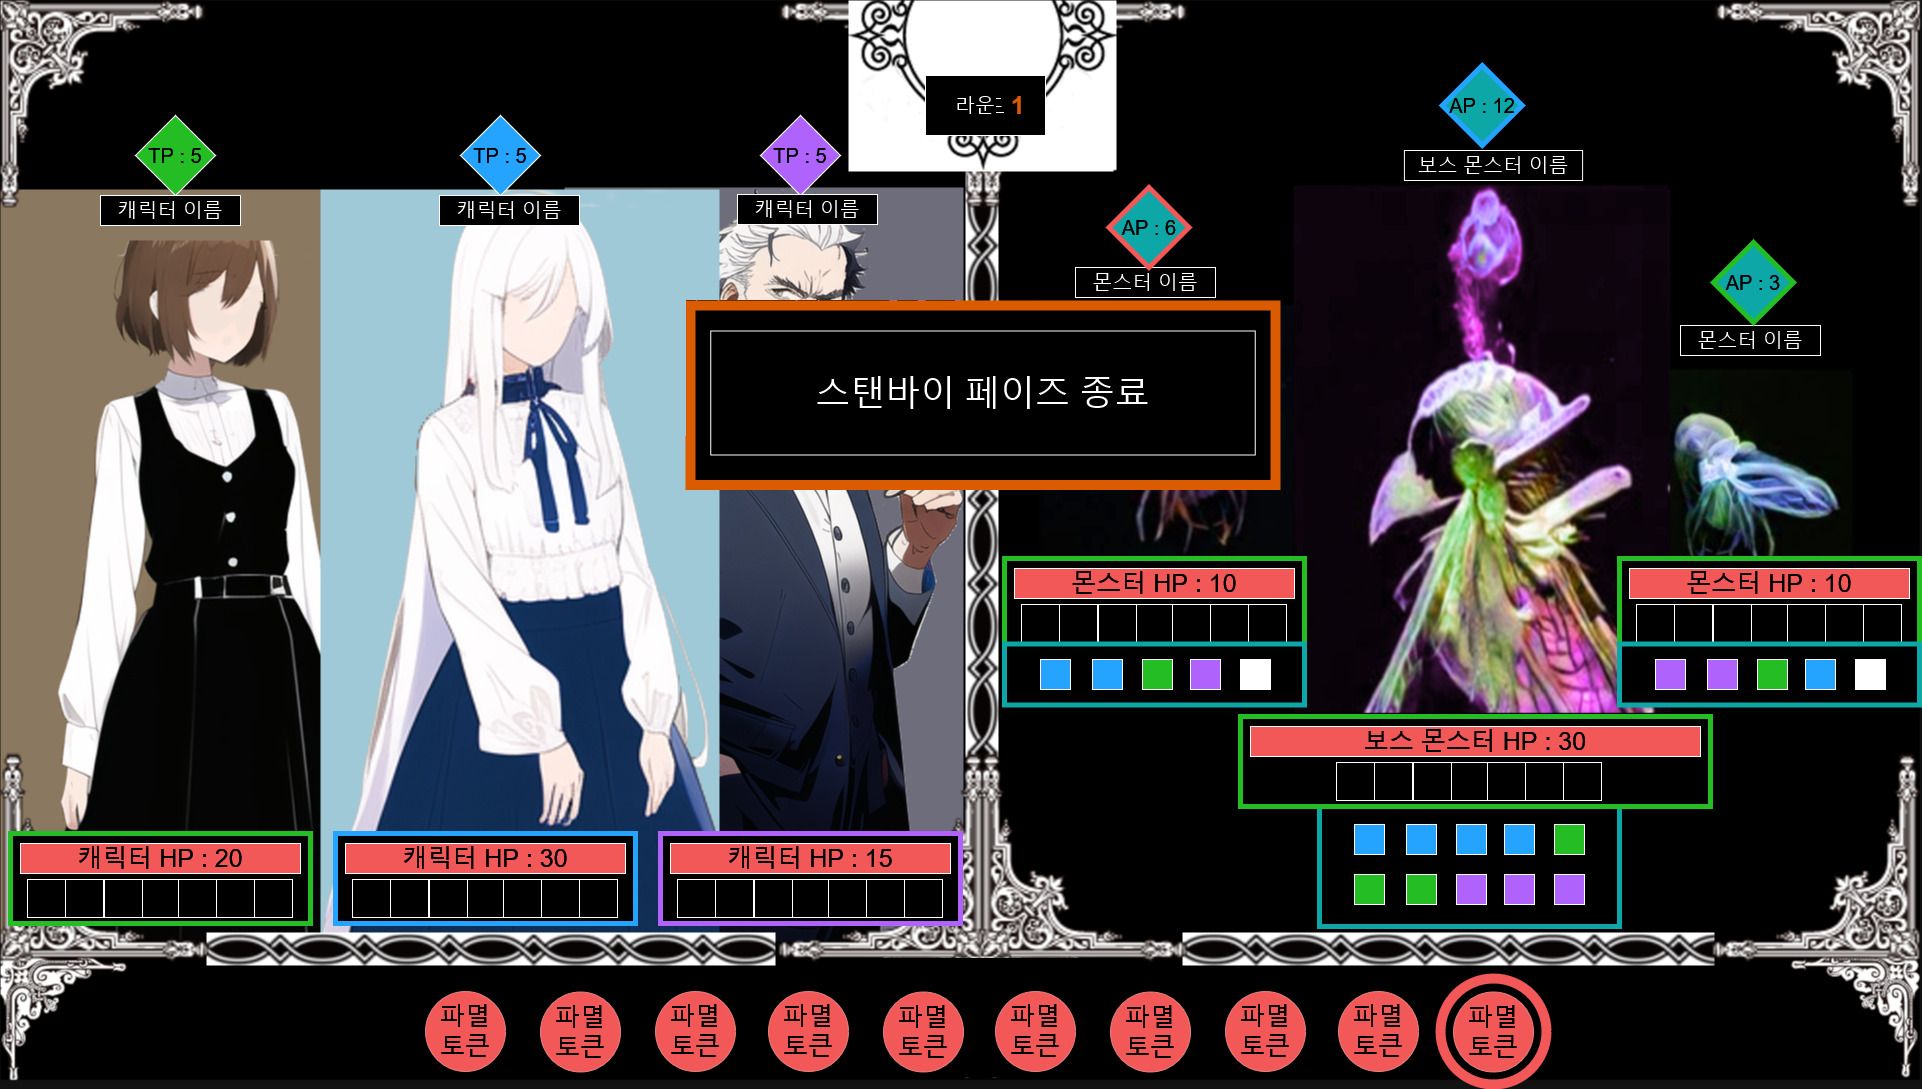 라운드 1
TP : 5
TP : 5
TP : 5
캐릭터 이름
캐릭터 이름
캐릭터 이름
AP : 12
보스 몬스터 이름
AP : 6
몬스터 이름
AP : 3
몬스터 이름
스탠바이 페이즈 종료
몬스터 HP : 10
몬스터 HP : 10
보스 몬스터 HP : 30
캐릭터 HP : 20
캐릭터 HP : 30
캐릭터 HP : 15
파멸
토큰
파멸
토큰
파멸
토큰
파멸
토큰
파멸
토큰
파멸
토큰
파멸
토큰
파멸
토큰
파멸
토큰
파멸
토큰